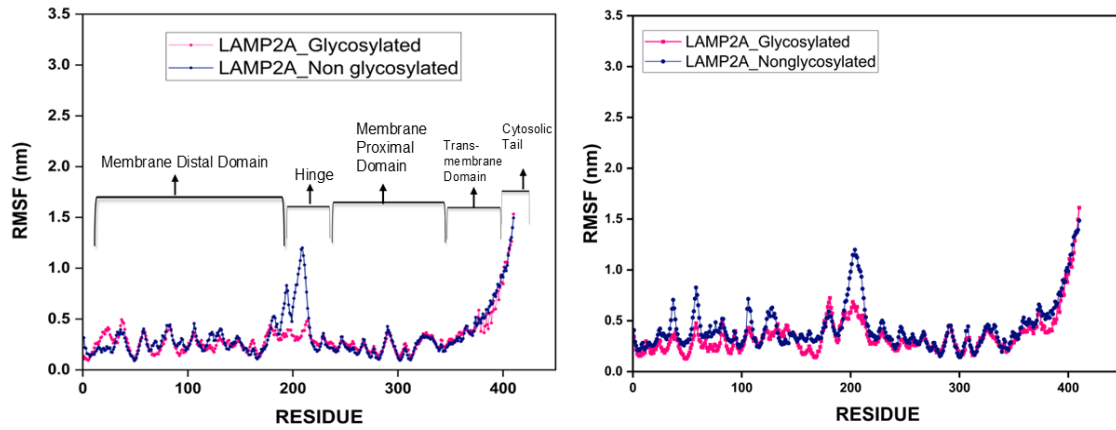 3.5
3.0
2.5
2.0
1.5
1.0
0.5
0.0
RMSF (nm)
LAMP2A_Glycosylated
LAMP2A_Non glycosylated
Membrane Distal Domain
Hinge
Membrane
Proximal
Domain
Trans-
membrane
Domain
Cytosolic
Tail
0 100 200 300 400
RESIDUE
3.5
3.0
2.5
2.0
1.5
1.0
0.5
0.0
RMSF (nm)
LAMP2A_Glycosylated
LAMP2A_Nonglycosylated
0 100 200 300 400
RESIDUE